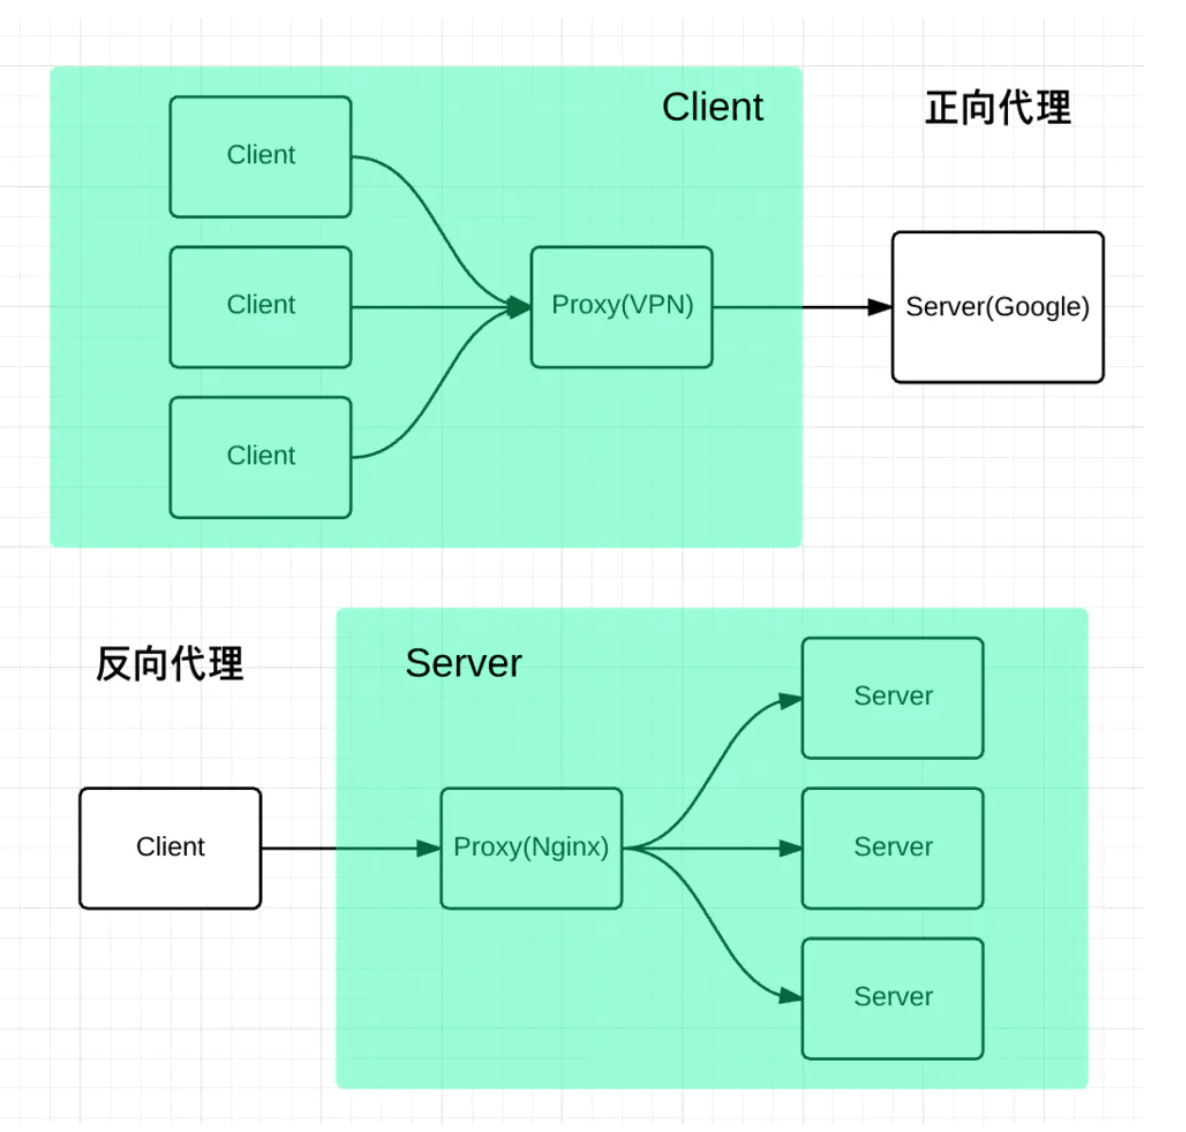 Client
正向代理
Client
Client
Proxy(VPN)
Server(Google)
Client
反向代理
Server
Server
Client
Proxy(Nginx)
Server
Server